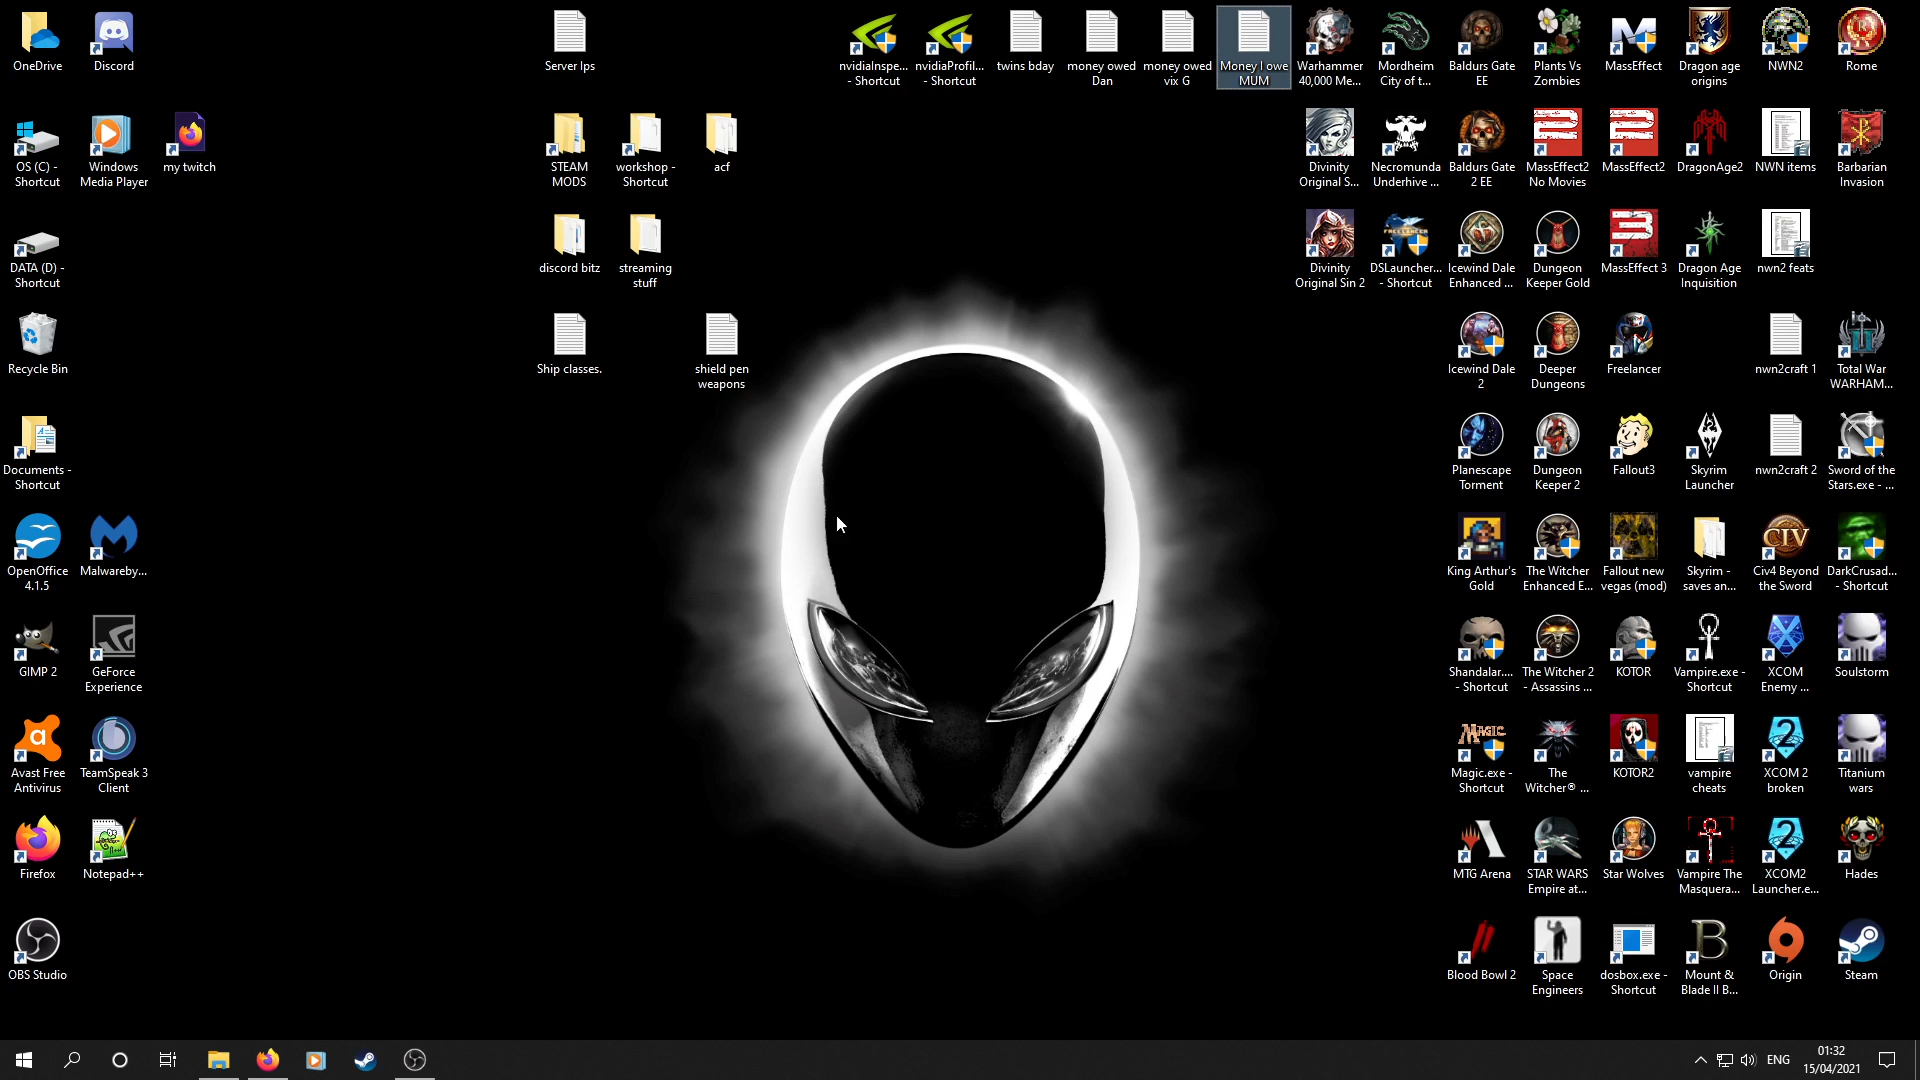 OneDrive
Discord
Server Ips
nvidiaInspe...
- Shortcut
nvidiaProfil...
- Shortcut
twins bday
money owed
Dan
money owed
vix G
Money I owe
MUM
Warhammer
40,000 Me...
Mordheim
City of t...
Baldurs Gate
EE
Plants Vs
Zombies
MassEffect
Dragon age
origins
NWN2
Rome
OS (C) -
Shortcut
Windows
Media Player
my twitch
STEAM
MODS
workshop -
Shortcut
acf
Divinity
Original S...
Necromunda
Underhive ...
Baldurs Gate
2 EE
MassEffect2
No Movies
MassEffect2
DragonAge2
NWN items
Barbarian
Invasion
DATA (D) -
Shortcut
discord bitz
streaming
stuff
Divinity
Original Sin 2
DSLauncher...
- Shortcut
Icewind Dale
Enhanced ...
Dungeon
Keeper Gold
MassEffect 3
Dragon Age
Inquisition
nwn2 feats
Recycle Bin
Ship classes.
shield pen
weapons
Icewind Dale
2
Deeper
Dungeons
Freelancer
nwn2craft 1
Total War
WARHAM...
Documents -
Shortcut
Planescape
Torment
Dungeon
Keeper 2
Fallout3
Skyrim
Launcher
nwn2craft 2
Sword of the
Stars.exe - ...
OpenOffice
4.1.5
Malwareby...
King Arthur's
Gold
The Witcher
Enhanced E...
Fallout new
vegas (mod)
Skyrim -
saves an...
CIV
Civ4 Beyond
the Sword
DarkCrusad...
- Shortcut
GIMP 2
GeForce
Experience
Shandalar....
- Shortcut
The Witcher 2
- Assassins ...
KOTOR
Vampire.exe -
Shortcut
XCOM
Enemy ...
Soulstorm
Avast Free
Antivirus
TeamSpeak 3
Client
MAGIC
Magic.exe -
Shortcut
The
Witcher® ...
KOTOR2
vampire
cheats
XCOM 2
broken
Titanium
wars
Firefox
Notepad++
MTG Arena
STAR WARS
Empire at...
Star Wolves
Vampire The
Masquera...
XCOM2
Launcher.e...
Hades
OBS Studio
Blood Bowl 2
Space
Engineers
dosbox.exe -
Shortcut
Mount &
Blade II B...
Origin
Steam
ENG
01:32
15/04/2021